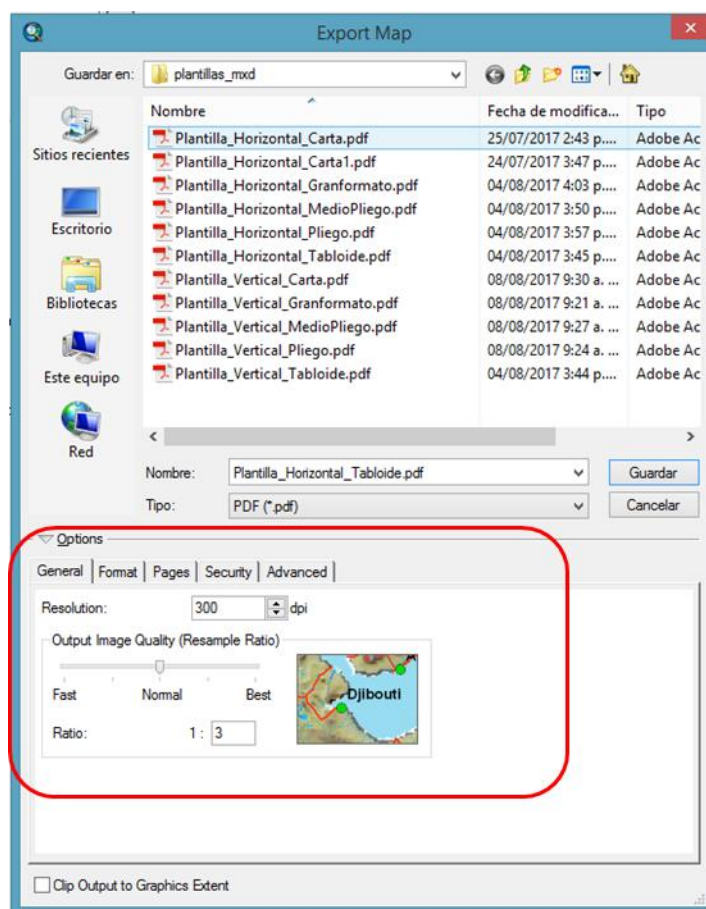 Export Map
Guardar en: plantillas_mxd
Sitios recientes
Escritorio
Bibliotecas
Este equipo
Red
Nombre Fecha de modifica... Tipo
Plantilla_Horizontal_Carta.pdf 25/07/2017 2:43 p.... Adobe Ac
Plantilla_Horizontal_Carta1.pdf 24/07/2017 3:47 p.... Adobe Ac
Plantilla_Horizontal_Granformato.pdf 04/08/2017 4:03 p.... Adobe Ac
Plantilla_Horizontal_MedioPliego.pdf 04/08/2017 3:50 p.... Adobe Ac
Plantilla_Horizontal_Pliego.pdf 04/08/2017 3:57 p.... Adobe Ac
Plantilla_Horizontal_Tabloide.pdf 04/08/2017 3:45 p.... Adobe Ac
Plantilla_Vertical_Carta.pdf 08/08/2017 9:30 a. ... Adobe Ac
Plantilla_Vertical_Granformato.pdf 08/08/2017 9:21 a. ... Adobe Ac
Plantilla_Vertical_MedioPliego.pdf 08/08/2017 9:27 a. ... Adobe Ac
Plantilla_Vertical_Pliego.pdf 08/08/2017 9:24 a. ... Adobe Ac
Plantilla_Vertical_Tabloide.pdf 04/08/2017 3:44 p.... Adobe Ac
Nombre: Plantilla_Horizontal_Tabloide.pdf Guardar
Tipo: PDF (*.pdf) Cancelar
Options
General Format Pages Security Advanced
Resolution: 300 dpi
Output Image Quality (Resample Ratio)
Fast Normal Best
Djibouti
Ratio: 1 : 3
Clip Output to Graphics Extent